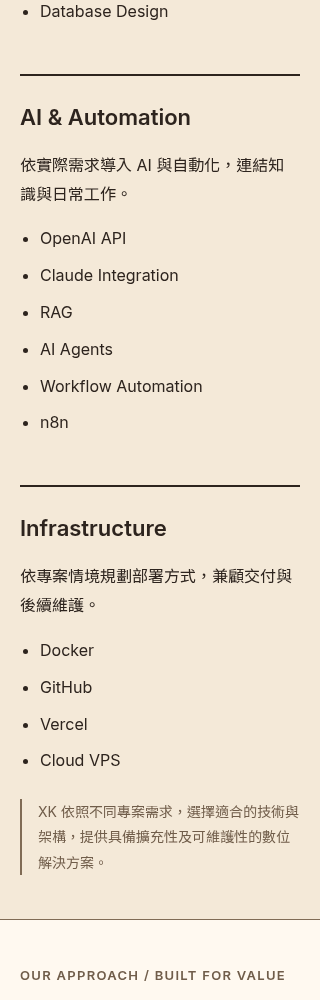 Database Design
AI & Automation
依實際需求導入 AI 與自動化，連結知
識與日常工作。
OpenAI API
Claude Integration
RAG
AI Agents
Workflow Automation
n8n
Infrastructure
依專案情境規劃部署方式，兼顧交付與
後續維護。
Docker
GitHub
Vercel
Cloud VPS
XK 依照不同專案需求，選擇適合的技術與
架構，提供具備擴充性及可維護性的數位
解決方案。
OUR APPROACH / BUILT FOR VALUE